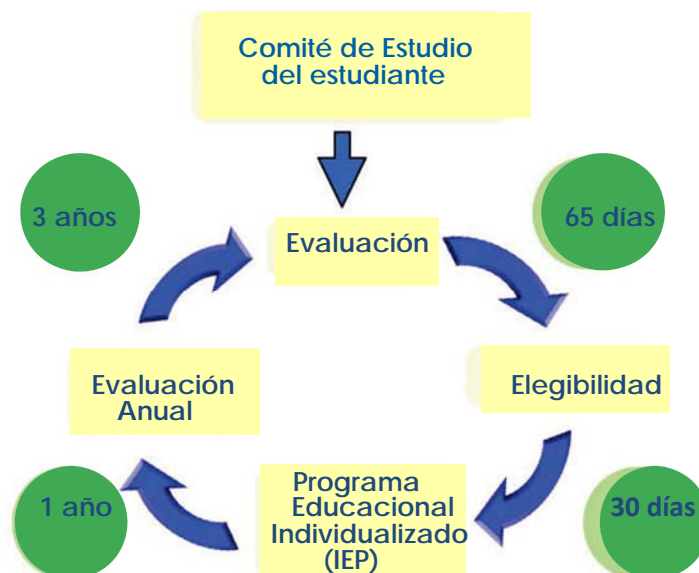 Comité de Estudio
del estudiante
3 años
65 días
Evaluación
Evaluación
Anual
Elegibilidad
1 año
Programa
Educacional
Individualizado
(IEP)
30 días